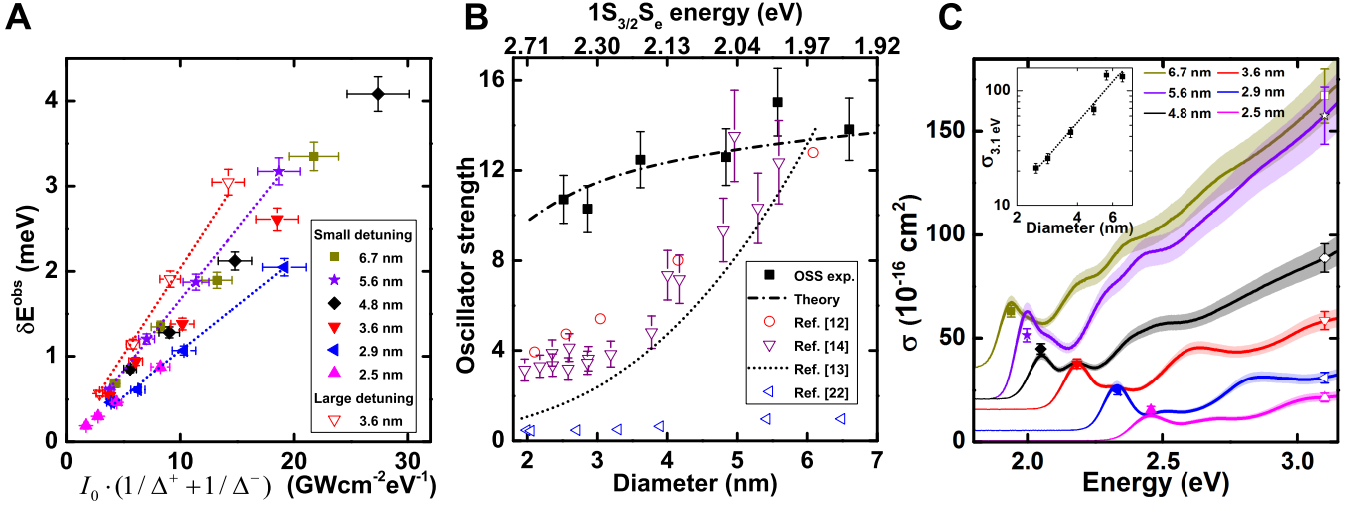 A
δE^obs (meV)
4
3
2
1
0
0 10 20 30
I₀·(1/Δ⁺+1/Δ⁻) (GWcm⁻²eV⁻¹)
Small detuning
6.7 nm
5.6 nm
4.8 nm
3.6 nm
2.9 nm
2.5 nm
Large detuning
3.6 nm
B
1S₃/₂Sₑ energy (eV)
2.71 2.30 2.13 2.04 1.97 1.92
Oscillator strength
16
12
8
4
0
2 3 4 5 6 7
Diameter (nm)
OSS exp.
Theory
Ref. [12]
Ref. [14]
Ref. [13]
Ref. [22]
C
σ (10⁻¹⁶ cm²)
150
100
50
0
2.0 2.5 3.0
Energy (eV)
6.7 nm 3.6 nm
5.6 nm 2.9 nm
4.8 nm 2.5 nm
σ₃.₁ eV
100
10
2 4 6
Diameter (nm)